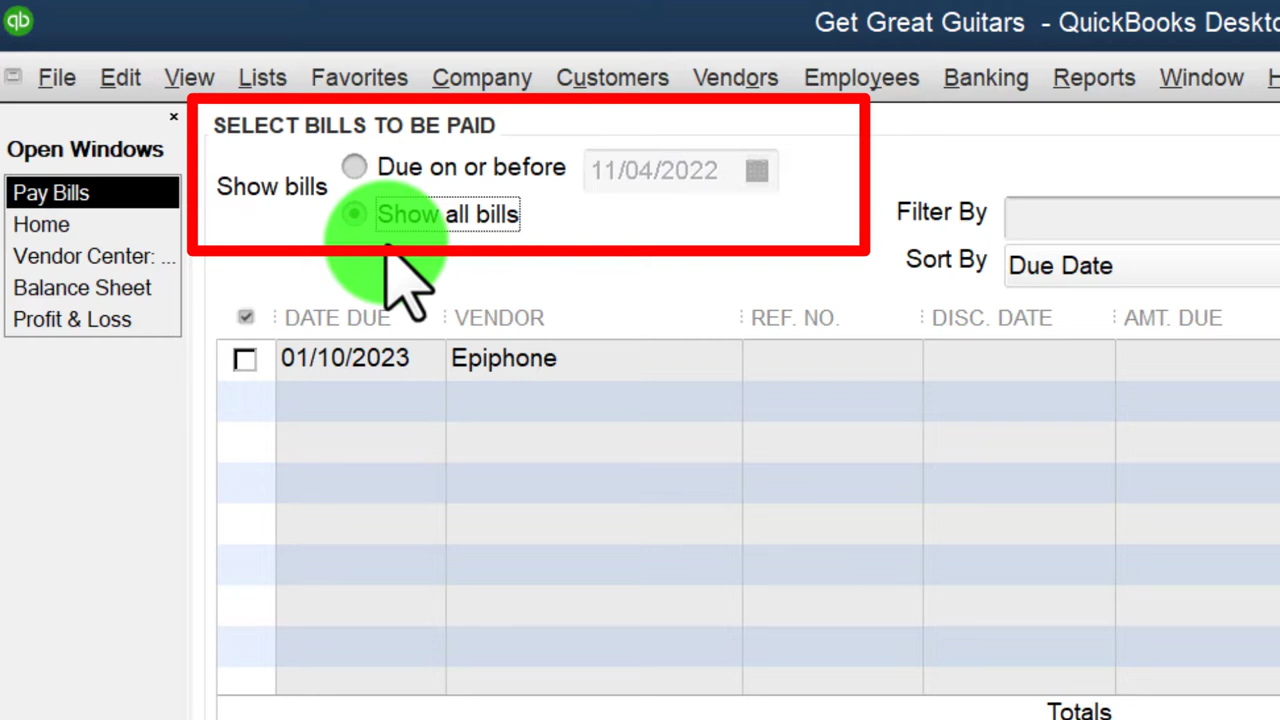 qb
Get Great Guitars - QuickBooks Deskto
File Edit View Lists Favorites Company Customers Vendors Employees Banking Reports Window H
Open Windows
Pay Bills
Home
Vendor Center: ...
Balance Sheet
Profit & Loss
SELECT BILLS TO BE PAID
Show bills
Due on or before 11/04/2022
Show all bills
Filter By
Sort By Due Date
DATE DUE VENDOR REF. NO. DISC. DATE AMT. DUE
01/10/2023 Epiphone
Totals